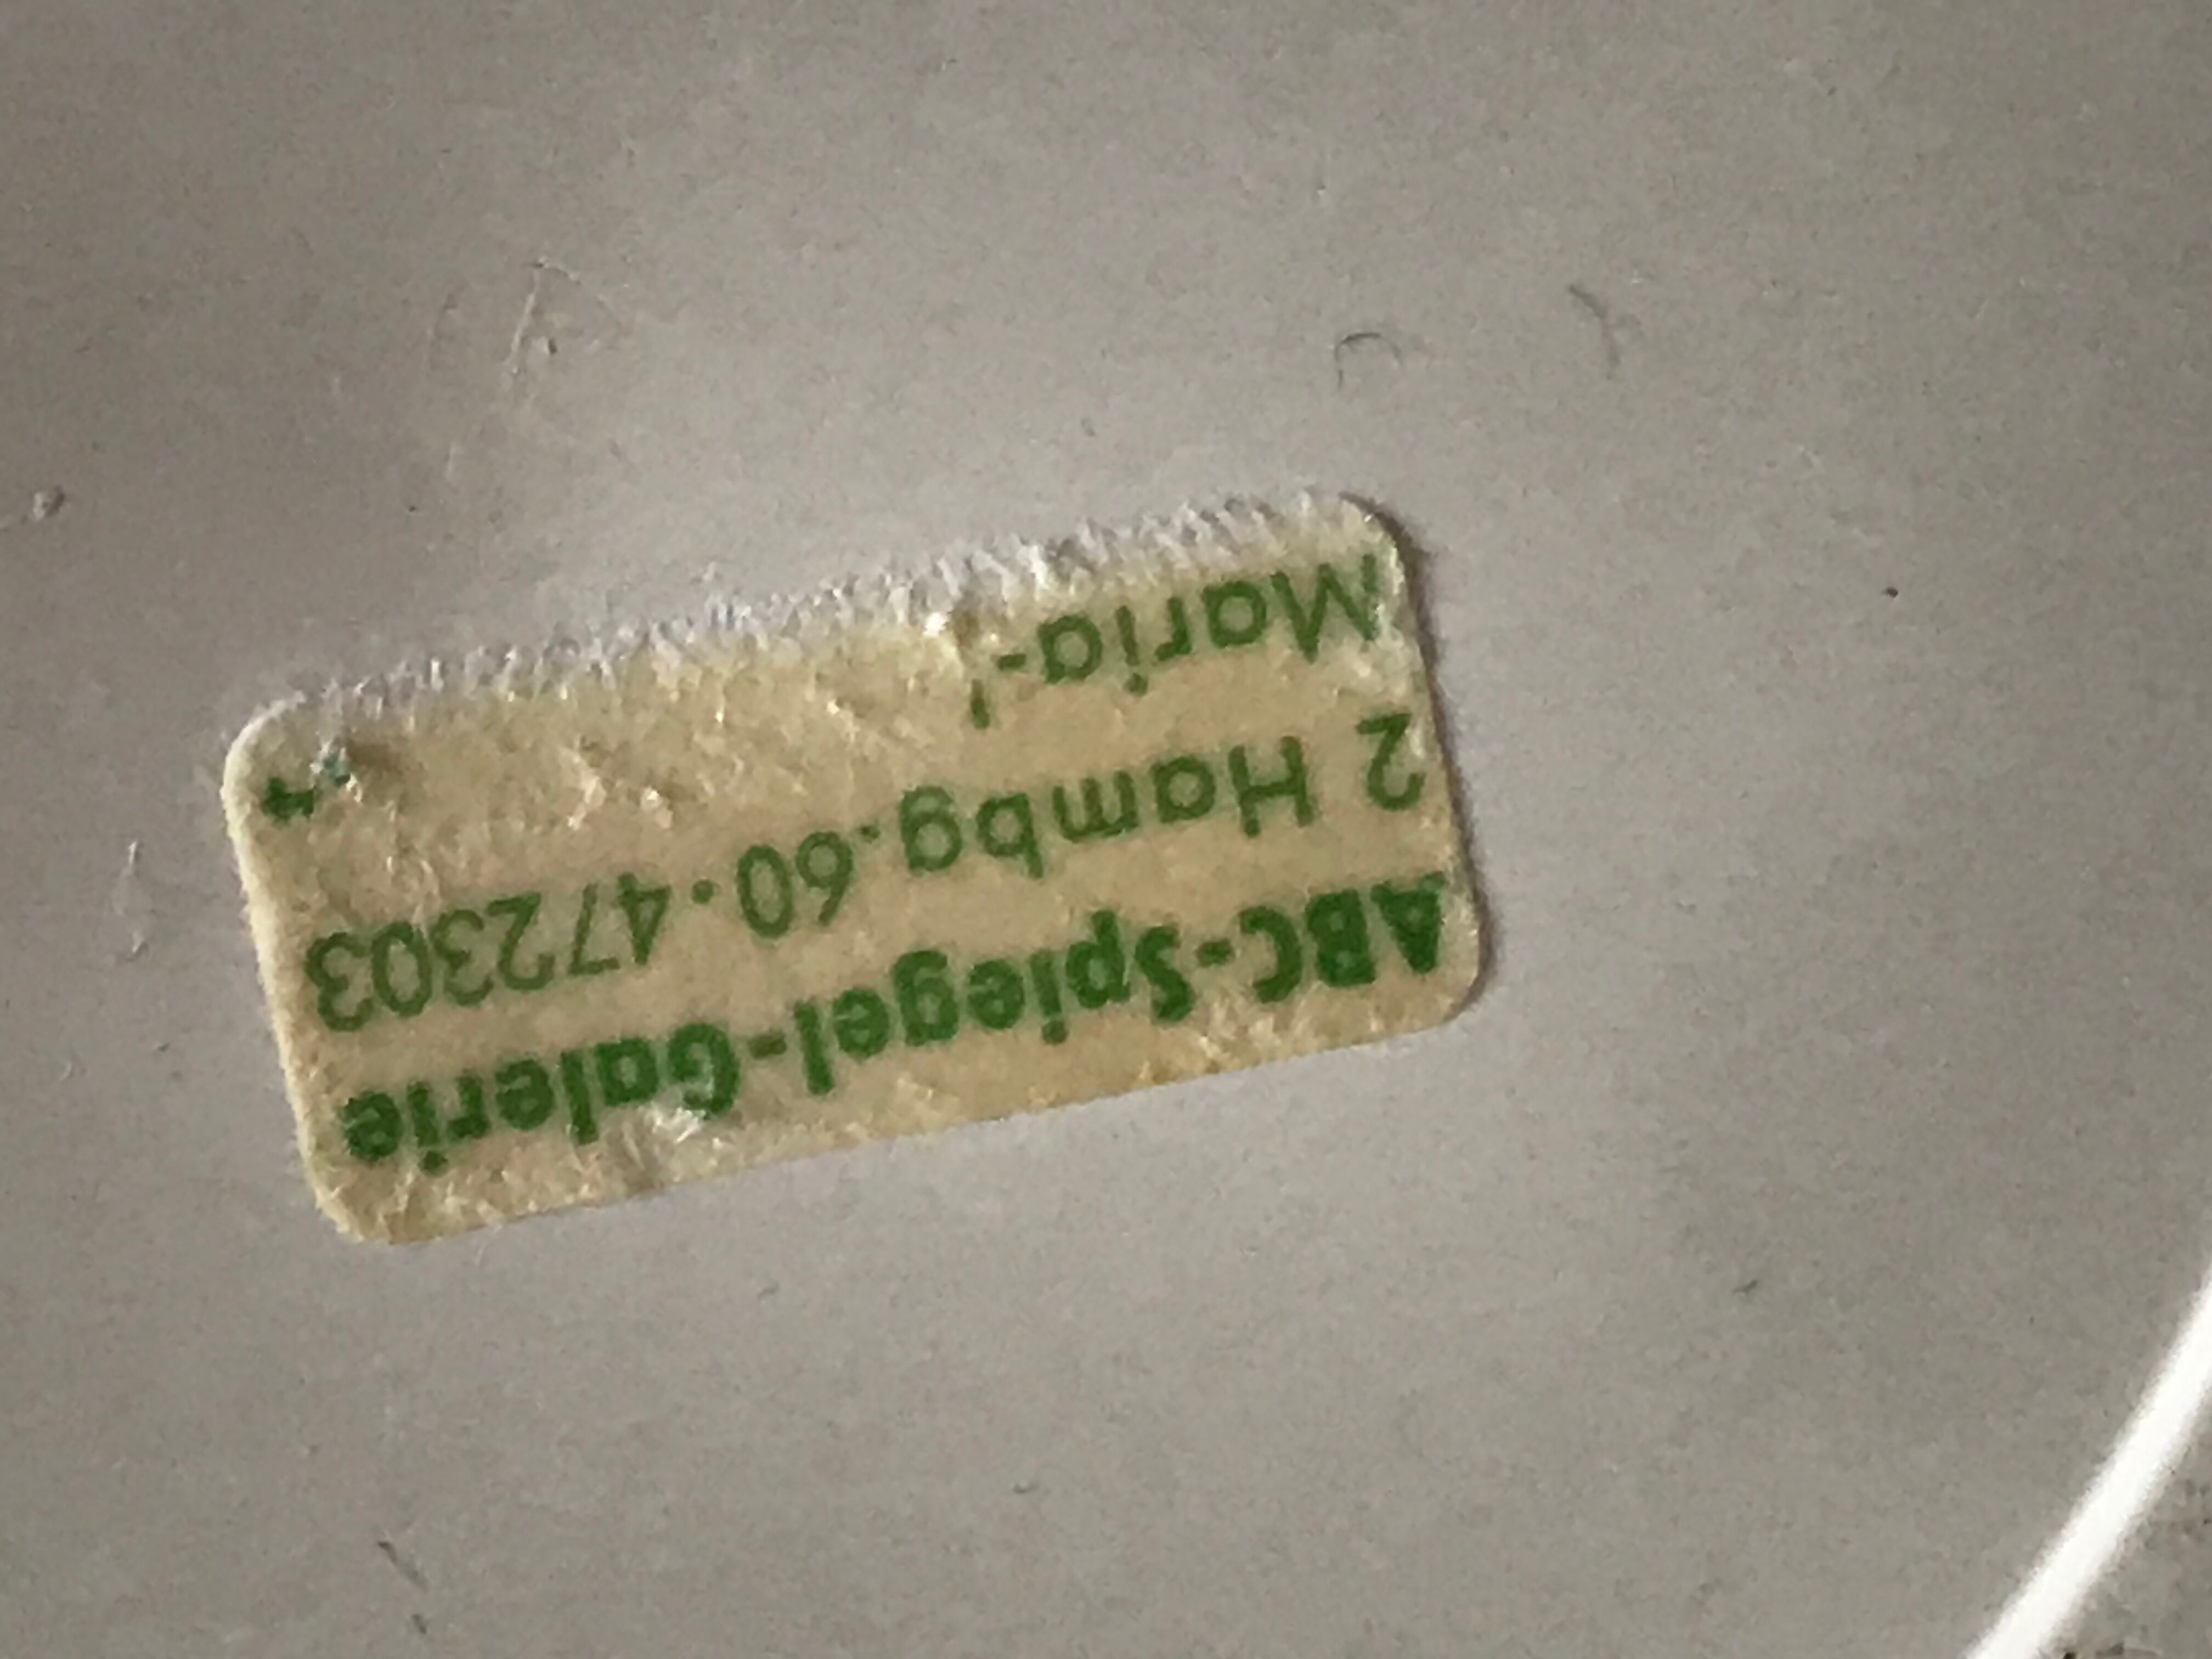 ABC-Spiegel-Galerie
2 Hambg.60·472303
Maria-